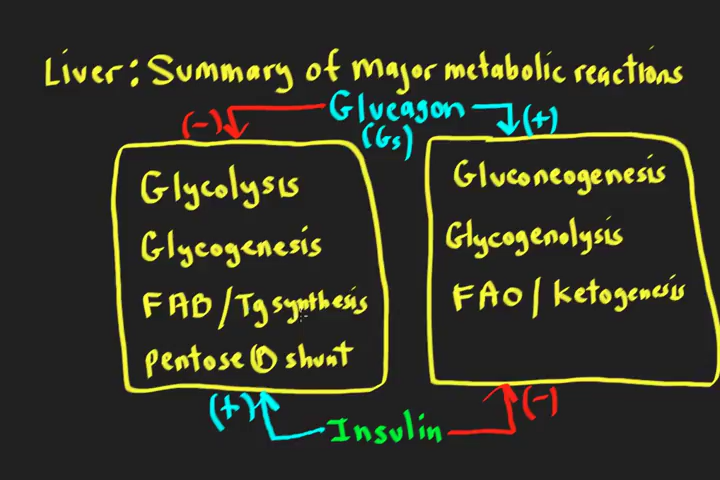 Liver: Summary of Major metabolic reactions
(-) Glucagon (+)
(Gs)
Glycolysis
Glycogenesis
FAB/Tg synthesis
pentose P shunt
Gluconeogenesis
Glycogenolysis
FAO/ketogenesis
(+) Insulin (-)